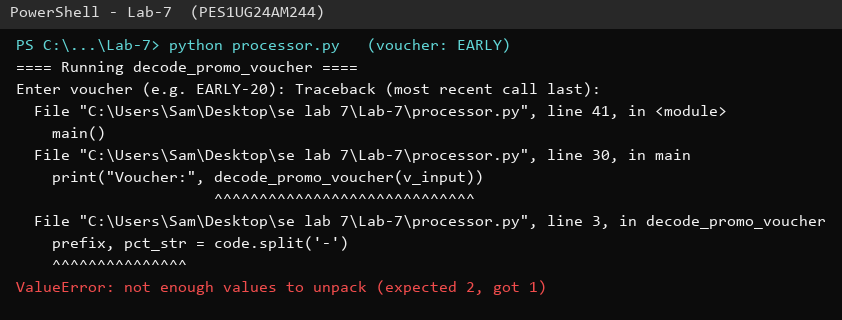 PowerShell - Lab-7  (PES1UG24AM244)
PS C:\...\Lab-7> python processor.py   (voucher: EARLY)
==== Running decode_promo_voucher ====
Enter voucher (e.g. EARLY-20): Traceback (most recent call last):
  File "C:\Users\Sam\Desktop\se lab 7\Lab-7\processor.py", line 41, in <module>
    main()
  File "C:\Users\Sam\Desktop\se lab 7\Lab-7\processor.py", line 30, in main
    print("Voucher:", decode_promo_voucher(v_input))
                      ^^^^^^^^^^^^^^^^^^^^^^^^^^^^^
  File "C:\Users\Sam\Desktop\se lab 7\Lab-7\processor.py", line 3, in decode_promo_voucher
    prefix, pct_str = code.split('-')
    ^^^^^^^^^^^^^^^
ValueError: not enough values to unpack (expected 2, got 1)